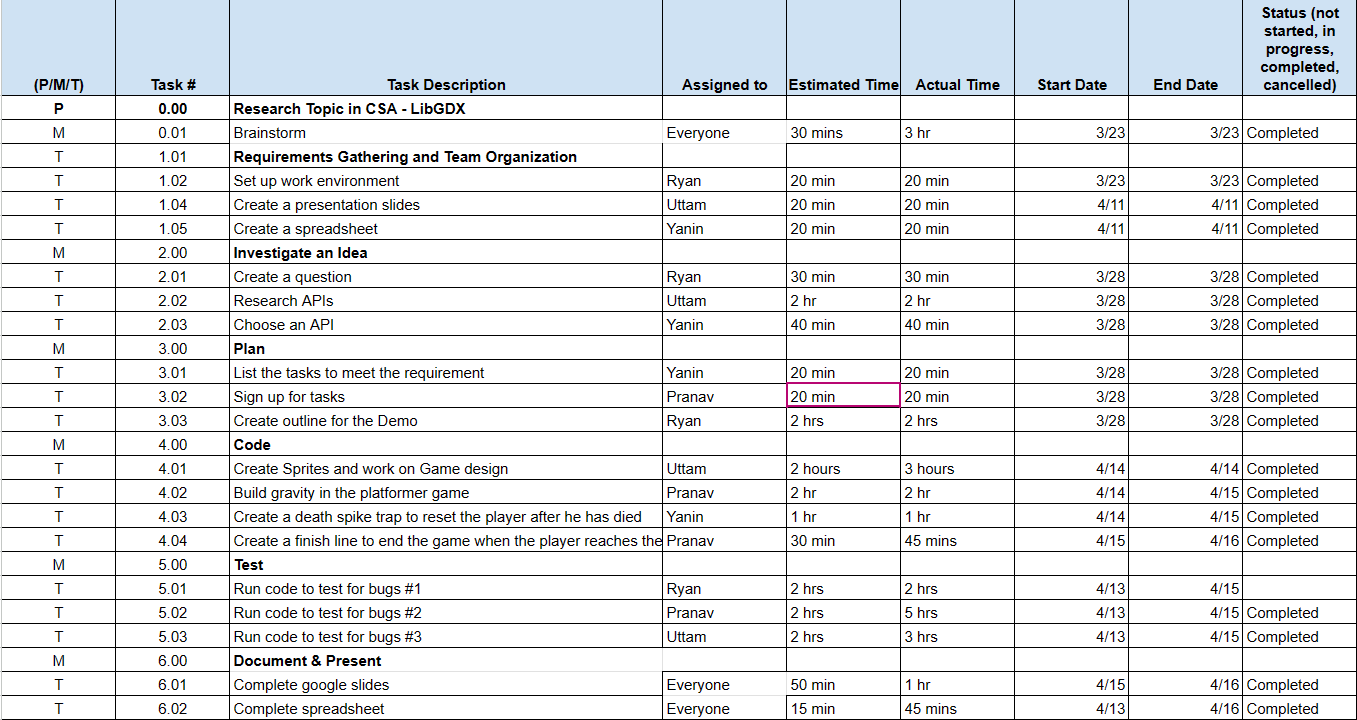 (P/M/T) Task # Task Description Assigned to Estimated Time Actual Time Start Date End Date Status (not started, in progress, completed, cancelled)
P 0.00 Research Topic in CSA - LibGDX
M 0.01 Brainstorm Everyone 30 mins 3 hr 3/23 3/23 Completed
T 1.01 Requirements Gathering and Team Organization
T 1.02 Set up work environment Ryan 20 min 20 min 3/23 3/23 Completed
T 1.04 Create a presentation slides Uttam 20 min 20 min 4/11 4/11 Completed
T 1.05 Create a spreadsheet Yanin 20 min 20 min 4/11 4/11 Completed
M 2.00 Investigate an Idea
T 2.01 Create a question Ryan 30 min 30 min 3/28 3/28 Completed
T 2.02 Research APIs Uttam 2 hr 2 hr 3/28 3/28 Completed
T 2.03 Choose an API Yanin 40 min 40 min 3/28 3/28 Completed
M 3.00 Plan
T 3.01 List the tasks to meet the requirement Yanin 20 min 20 min 3/28 3/28 Completed
T 3.02 Sign up for tasks Pranav 20 min 20 min 3/28 3/28 Completed
T 3.03 Create outline for the Demo Ryan 2 hrs 2 hrs 3/28 3/28 Completed
M 4.00 Code
T 4.01 Create Sprites and work on Game design Uttam 2 hours 3 hours 4/14 4/14 Completed
T 4.02 Build gravity in the platformer game Pranav 2 hr 2 hr 4/14 4/15 Completed
T 4.03 Create a death spike trap to reset the player after he has died Yanin 1 hr 1 hr 4/14 4/15 Completed
T 4.04 Create a finish line to end the game when the player reaches the Pranav 30 min 45 mins 4/15 4/16 Completed
M 5.00 Test
T 5.01 Run code to test for bugs #1 Ryan 2 hrs 2 hrs 4/13 4/15
T 5.02 Run code to test for bugs #2 Pranav 2 hrs 5 hrs 4/13 4/15 Completed
T 5.03 Run code to test for bugs #3 Uttam 2 hrs 3 hrs 4/13 4/15 Completed
M 6.00 Document & Present
T 6.01 Complete google slides Everyone 50 min 1 hr 4/15 4/16 Completed
T 6.02 Complete spreadsheet Everyone 15 min 45 mins 4/13 4/16 Completed